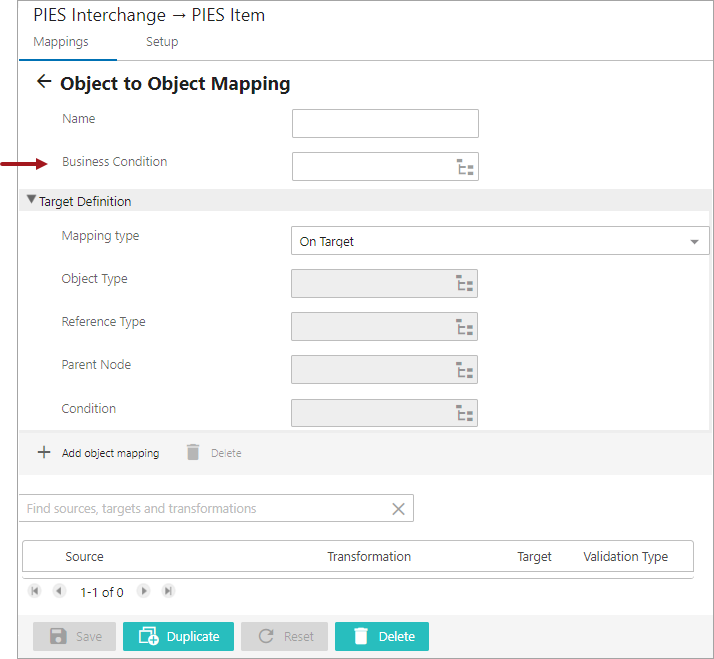 PIES Interchange → PIES Item
Mappings Setup
← Object to Object Mapping
Name
Business Condition
Target Definition
Mapping type On Target
Object Type
Reference Type
Parent Node
Condition
+ Add object mapping Delete
Find sources, targets and transformations
Source Transformation Target Validation Type
1-1 of 0
Save Duplicate Reset Delete